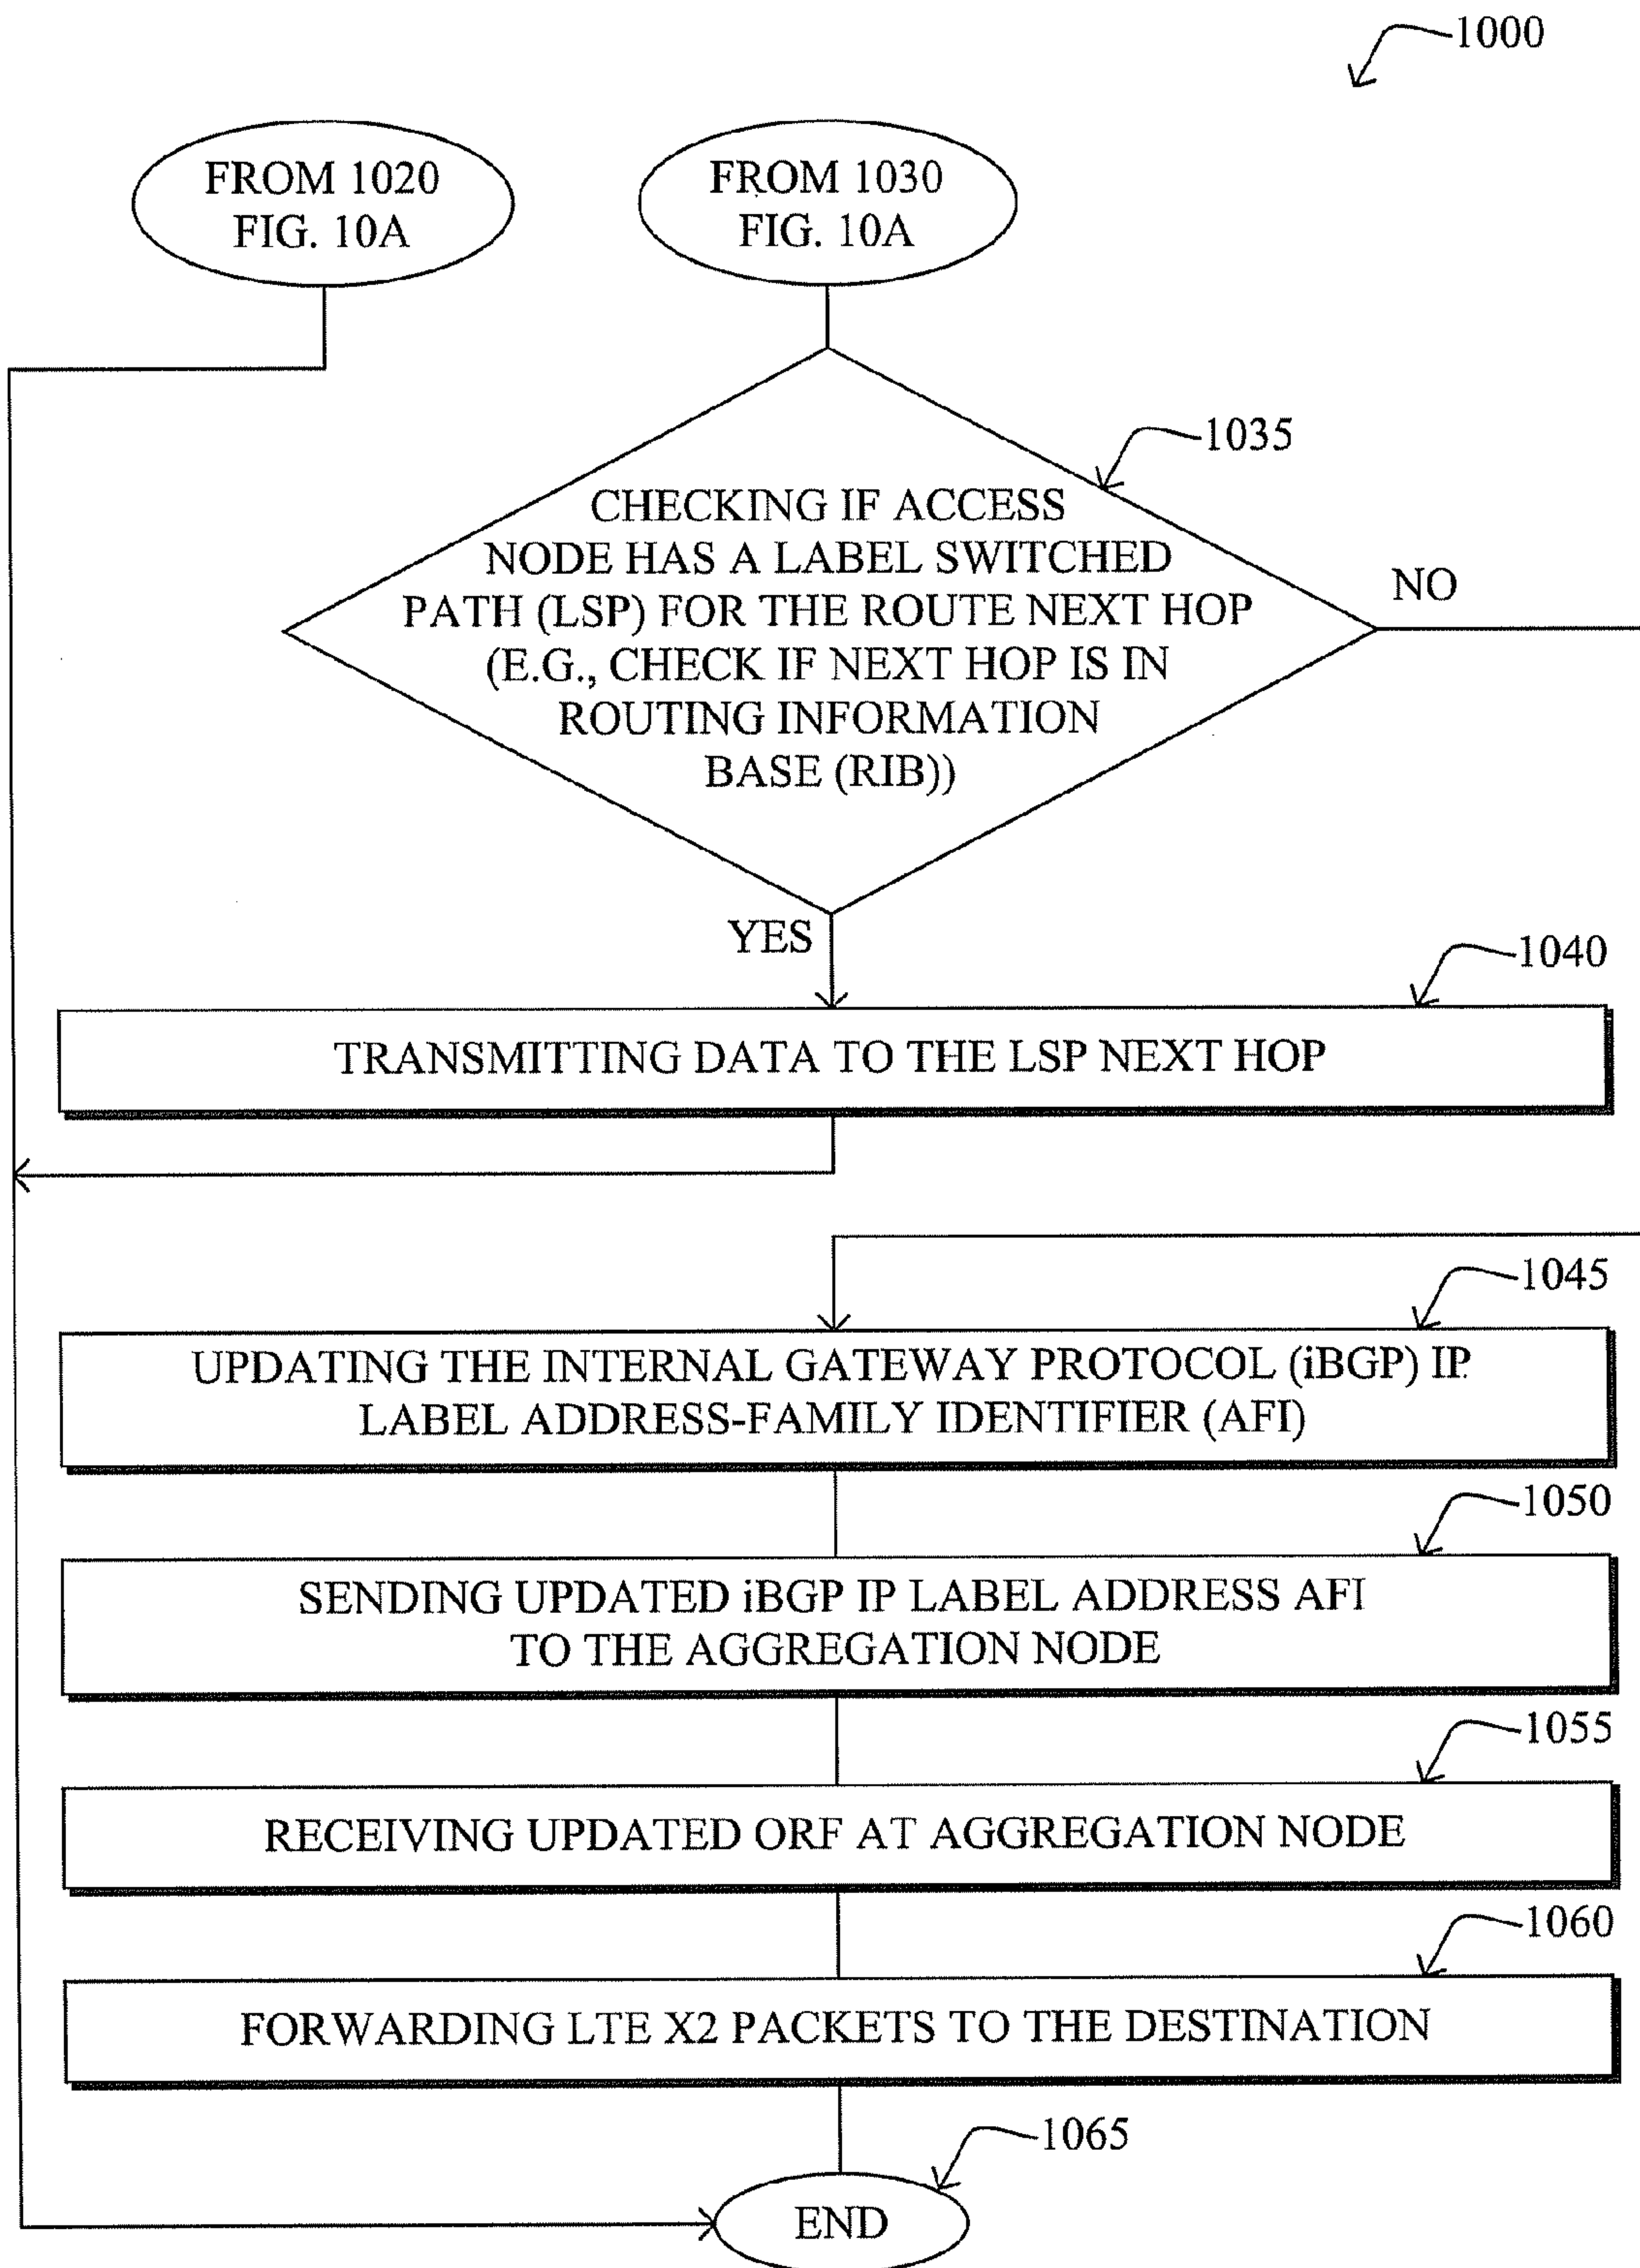 1000
FROM 1020
FIG. 10A
FROM 1030
FIG. 10A
1035
CHECKING IF ACCESS
NODE HAS A LABEL SWITCHED
PATH (LSP) FOR THE ROUTE NEXT HOP
(E.G., CHECK IF NEXT HOP IS IN
ROUTING INFORMATION
BASE (RIB))
NO
YES
1040
TRANSMITTING DATA TO THE LSP NEXT HOP
1045
UPDATING THE INTERNAL GATEWAY PROTOCOL (iBGP) IP
LABEL ADDRESS-FAMILY IDENTIFIER (AFI)
1050
SENDING UPDATED iBGP IP LABEL ADDRESS AFI
TO THE AGGREGATION NODE
1055
RECEIVING UPDATED ORF AT AGGREGATION NODE
1060
FORWARDING LTE X2 PACKETS TO THE DESTINATION
1065
END